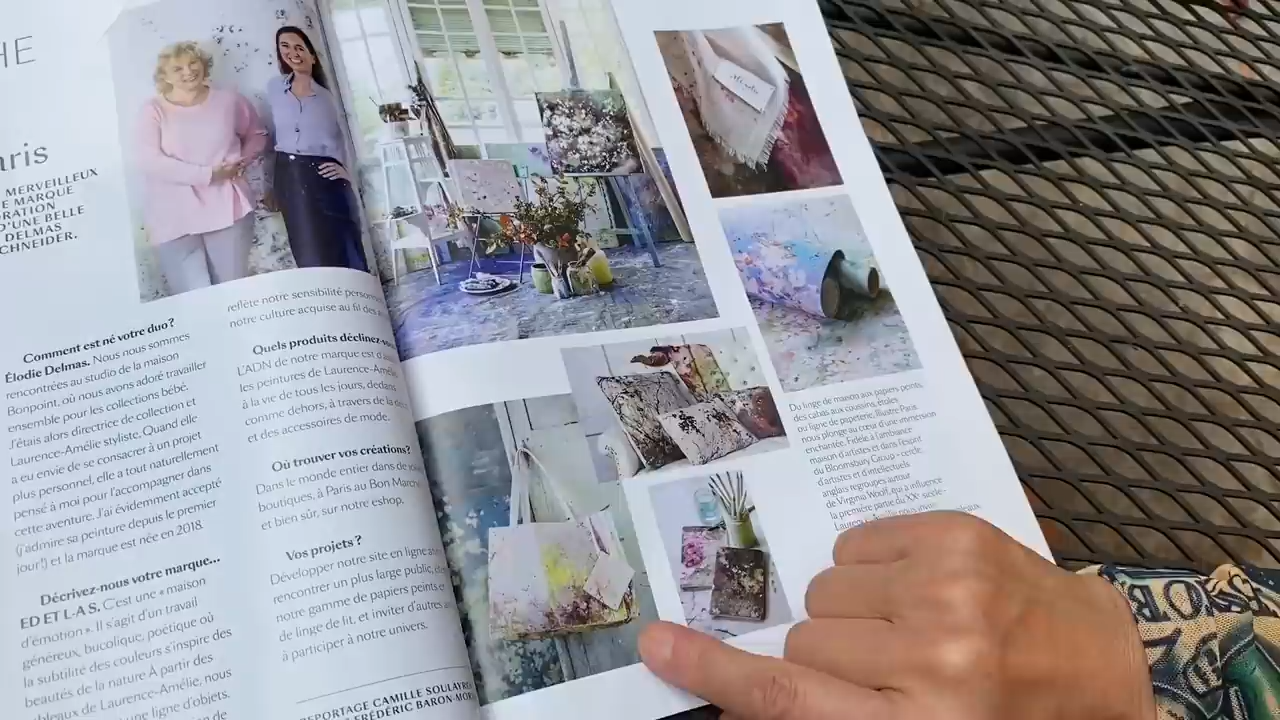 HE
aris
MERVEILLEUX
E MARQUE
ORATION
D'UNE BELLE
DELMAS
CHNEIDER.
Comment est né votre duo ?
Élodie Delmas. Nous nous sommes
rencontrées au studio de la maison
Bonpoint, où nous avons adoré travailler
ensemble pour les collections bébé.
J'étais alors directrice de collection et
Laurence-Amélie, styliste. Quand elle
a eu envie de se consacrer à un projet
plus personnel, elle a tout naturellement
pensé à moi pour l'accompagner dans
cette aventure. J'ai évidemment accepté
(j'admire sa peinture depuis le premier
jour!) et la marque est née en 2018.
Décrivez-nous votre marque...
ED ET L-A S. C'est une « maison
d'émotion ». Il s'agit d'un travail
généreux, bucolique, poétique où
la subtilité des couleurs s'inspire des
beautés de la nature À partir des
bleaux de Laurence-Amélie, nous
une ligne d'objets.
de
reflète notre sensibilité
notre culture acquise au fil
Quels produits
L'ADN de notre marque est
les peintures de Laurence-Amélie
à la vie de tous les jours, dedans
comme dehors, à travers la
et des accessoires de mode.
Où trouver vos créations?
Dans le monde entier dans de
boutiques, à Paris au Bon
et bien sûr, sur notre eshop.
Vos projets ?
Développer notre site en ligne
rencontrer un plus large public,
notre gamme de papiers peints et
de linge de lit, et inviter d'autres
à participer à notre univers.
REPORTAGE CAMILLE
FRÉDÉRIC
Du linge de maison aux papiers peints,
des cabas aux coussins, étoles
ou ligne de papeterie, Illustre Paris
nous plonge au cœur d'une immersion
enchantée. Fidèle à l'ambiance
maison d'artistes et dans l'esprit
du Bloomsbury Group – cercle
d'artistes et d'intellectuels
anglais regroupés autour
de Virginia Woolf, qui a influencé
la première partie du XXe siècle –